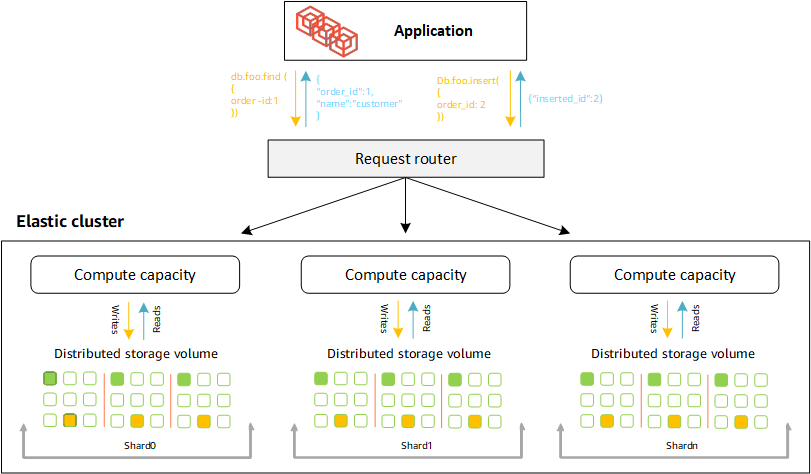 Application
db.foo.find (
{
order -id:1
})
{
"order_id":1,
"name":"customer"
}
Db.foo.insert(
{
order_id: 2
})
{"inserted_id":2}
Request router
Elastic cluster
Compute capacity
Compute capacity
Compute capacity
Writes
Reads
Writes
Reads
Writes
Reads
Distributed storage volume
Distributed storage volume
Distributed storage volume
Shard0
Shard1
Shardn